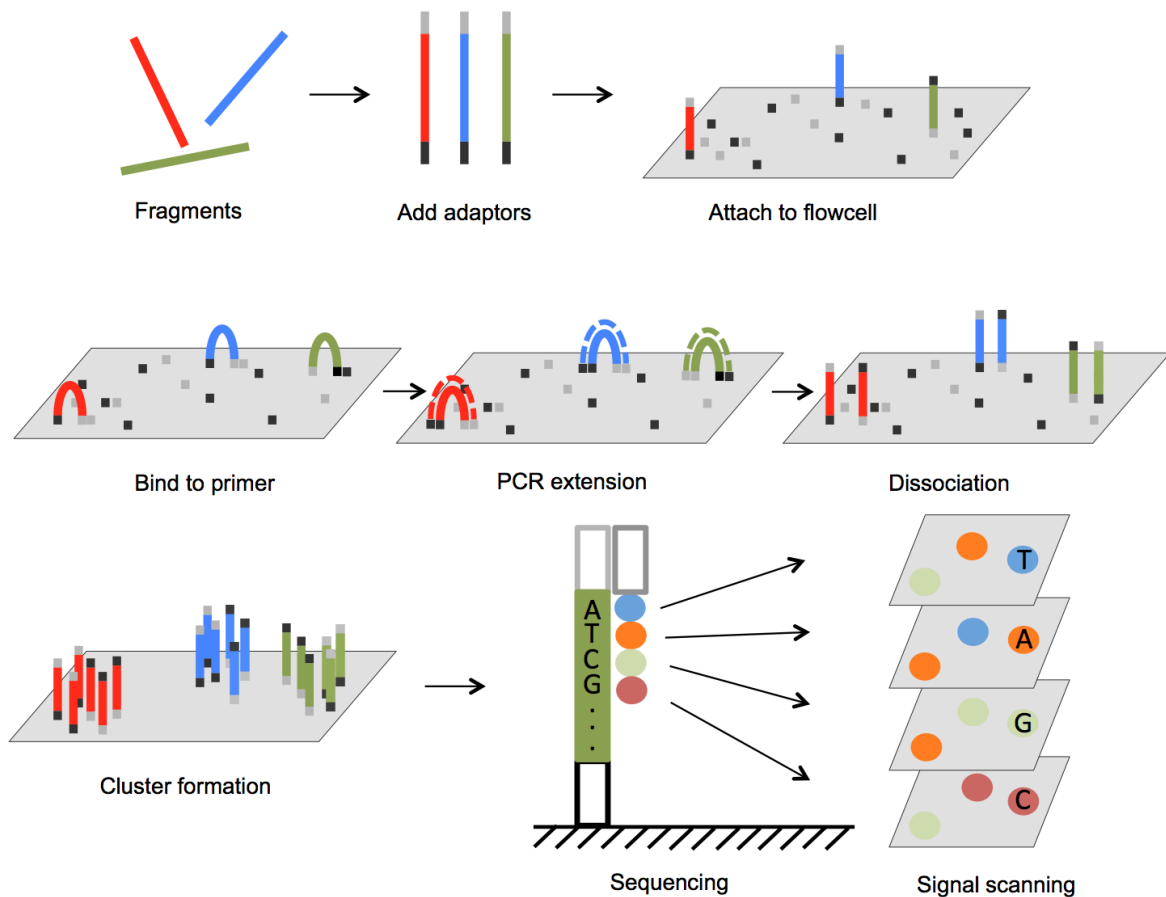 Fragments
Add adaptors
Attach to flowcell
Bind to primer
PCR extension
Dissociation
A
T
C
G
.
.
.
T
A
G
C
Cluster formation
Sequencing
Signal scanning